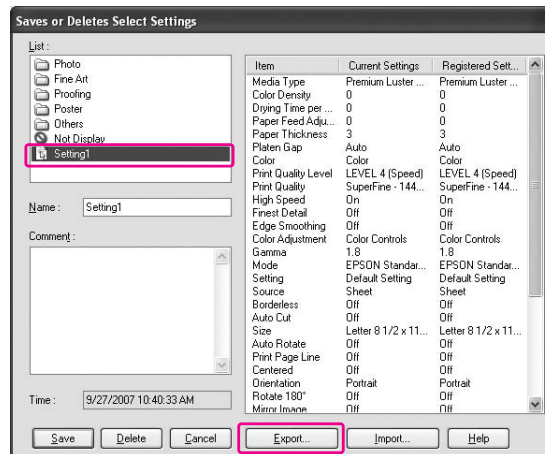 Saves or Deletes Select Settings
List :
Photo
Fine Art
Proofing
Poster
Others
Not Display
Setting1
Name : Setting1
Comment :
Time : 9/27/2007 10:40:33 AM
Item Current Settings Registered Sett...
Media Type Premium Luster ... Premium Luster ...
Color Density 0 0
Drying Time per ... 0 0
Paper Feed Adju... 0 0
Paper Thickness 3 3
Platen Gap Auto Auto
Color Color Color
Print Quality Level LEVEL 4 (Speed) LEVEL 4 (Speed)
Print Quality SuperFine - 144... SuperFine - 144...
High Speed On On
Finest Detail Off Off
Edge Smoothing Off Off
Color Adjustment Color Controls Color Controls
Gamma 1.8 1.8
Mode EPSON Standar... EPSON Standar...
Setting Default Setting Default Setting
Source Sheet Sheet
Borderless Off Off
Auto Cut Off Off
Size Letter 8 1/2 x 11... Letter 8 1/2 x 11...
Auto Rotate Off Off
Print Page Line Off Off
Centered Off Off
Orientation Portrait Portrait
Rotate 180° Off Off
Mirror Image Off Off
Save Delete Cancel Export... Import... Help